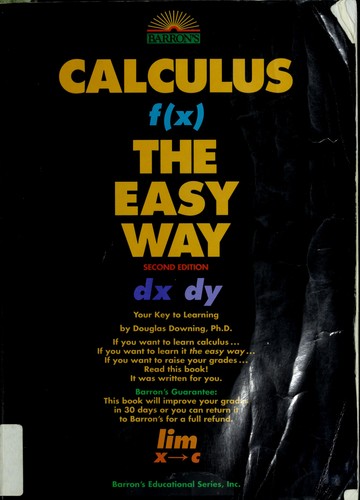 BARRON'S
CALCULUS
f(x)
THE
EASY
WAY
SECOND EDITION
dx dy
Your Key to Learning
by Douglas Downing, Ph.D.
If you want to learn calculus...
If you want to learn it the easy way...
If you want to raise your grades...
Read this book!
It was written for you.
Barron's Guarantee:
This book will improve your grades
in 30 days or you can return it
to Barron's for a full refund.
lim
x→c
Barron's Educational Series, Inc.